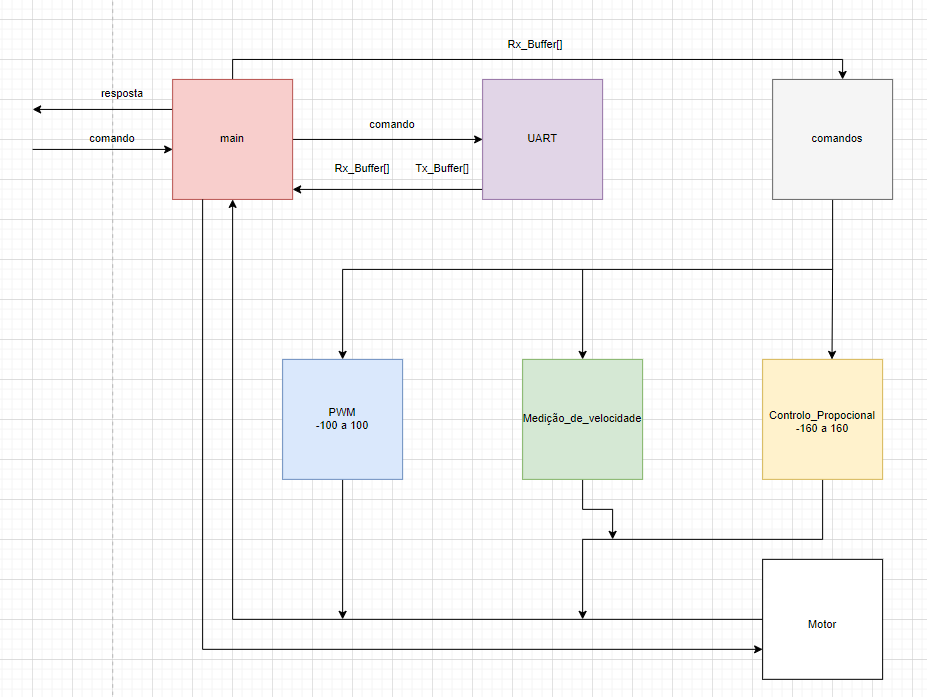 Rx_Buffer[]
resposta
comando
main
comando
UART
Rx_Buffer[] Tx_Buffer[]
comandos
PWM
-100 a 100
Medição_de_velocidade
Controlo_Propocional
-160 a 160
Motor